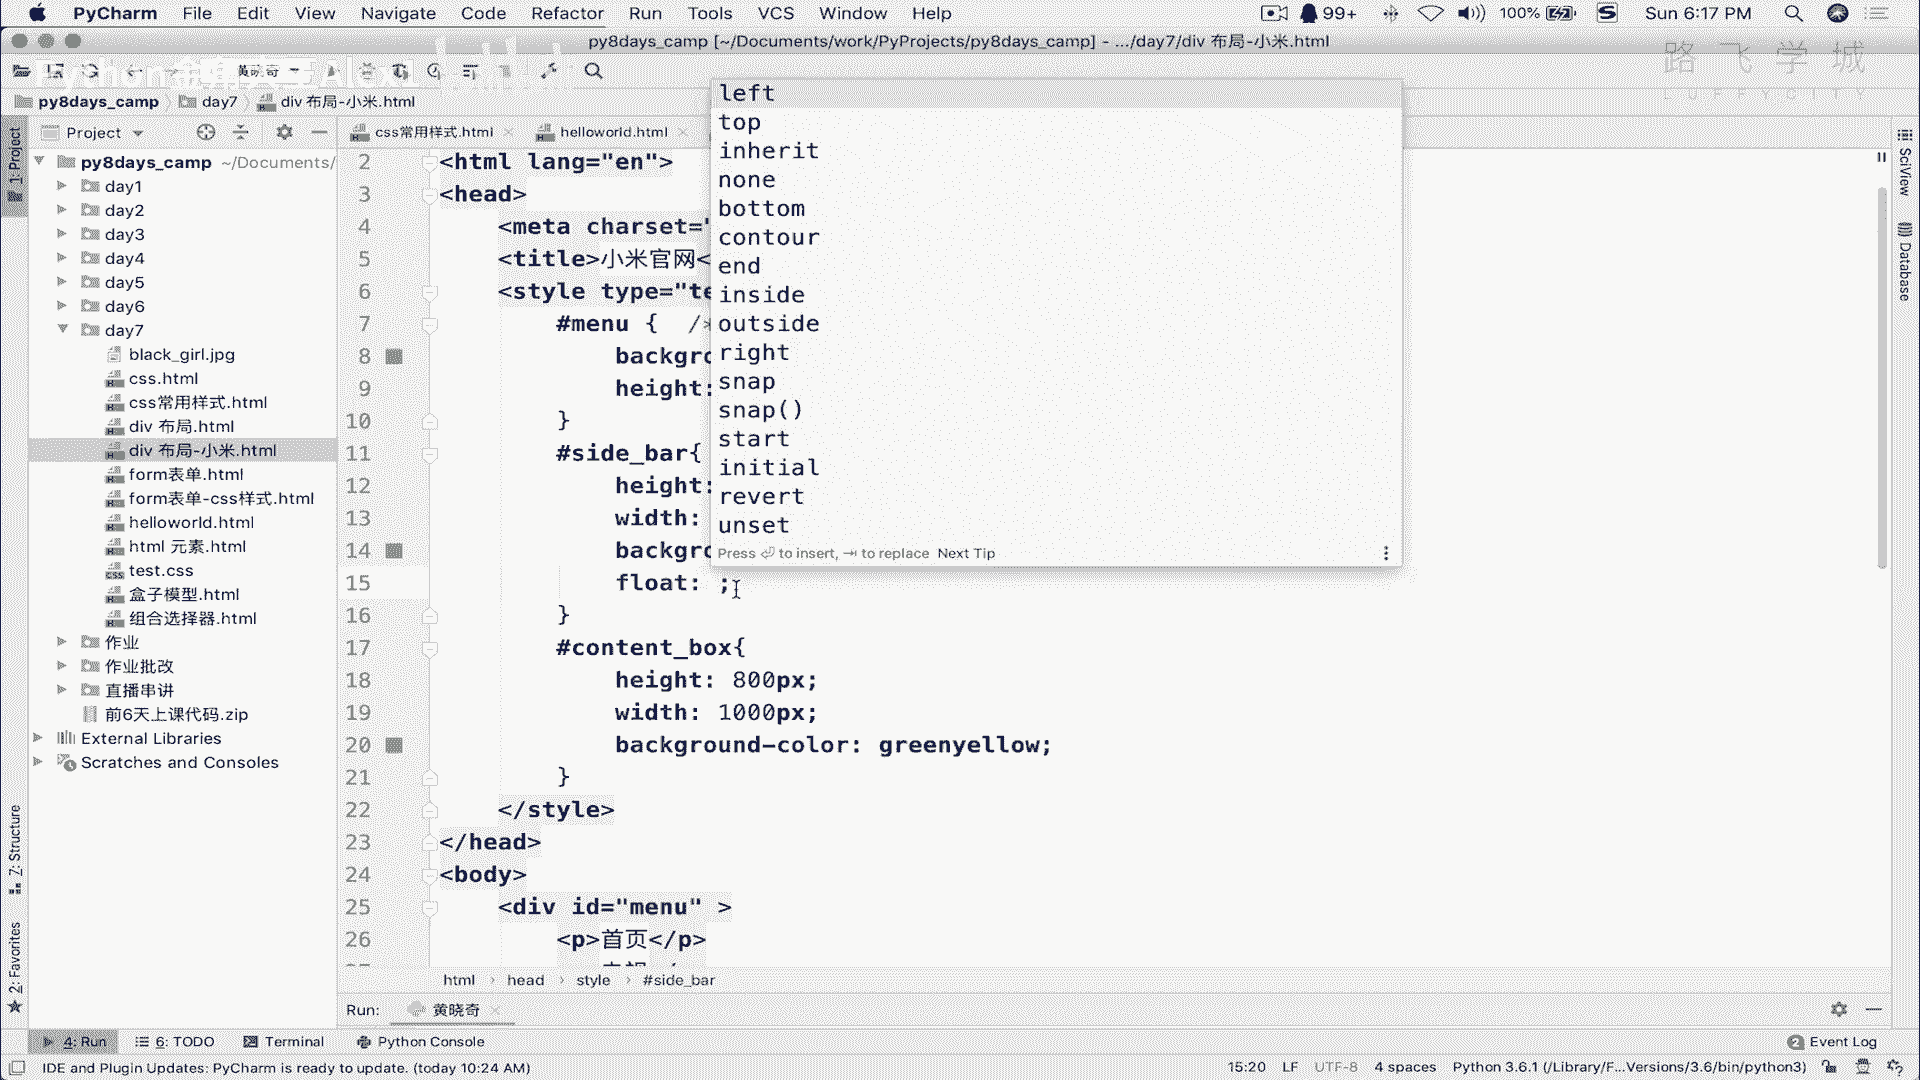 PyCharm File Edit View Navigate Code Refactor Run Tools VCS Window Help 99+ 100% Sun 6:17 PM
py8days_camp [~/Documents/work/PyProjects/py8days_camp] - .../day7/div 布局-小米.html
路飞学城
LUFFYCITY
黄晓奇
py8days_camp day7 div 布局-小米.html
Project
css常用样式.html
helloworld.html
1: Project
py8days_camp ~/Documents/
day1
day2
day3
day4
day5
day6
day7
black_girl.jpg
css.html
css常用样式.html
div 布局.html
div 布局-小米.html
form表单.html
form表单-css样式.html
helloworld.html
html 元素.html
test.css
盒子模型.html
组合选择器.html
作业
作业批改
直播串讲
前6天上课代码.zip
External Libraries
Scratches and Consoles
7: Structure
2: Favorites
2 <html lang="en">
3 <head>
4 <meta charset="
5 <title>小米官网<
6 <style type="te
7 #menu { /*
8 backgro
9 height:
10 }
11 #side_bar{
12 height:
13 width:
14 backgro
15 float: ;
16 }
17 #content_box{
18 height: 800px;
19 width: 1000px;
20 background-color: greenyellow;
21 }
22 </style>
23 </head>
24 <body>
25 <div id="menu" >
26 <p>首页</p>
left
top
inherit
none
bottom
contour
end
inside
outside
right
snap
snap()
start
initial
revert
unset
Press ⏎ to insert, ⇥ to replace Next Tip
SciView
Database
html › head › style › #side_bar
Run: 黄晓奇
4: Run 6: TODO Terminal Python Console 2 Event Log
IDE and Plugin Updates: PyCharm is ready to update. (today 10:24 AM) 15:20 LF UTF-8 4 spaces Python 3.6.1 (/Library/F...Versions/3.6/bin/python3)